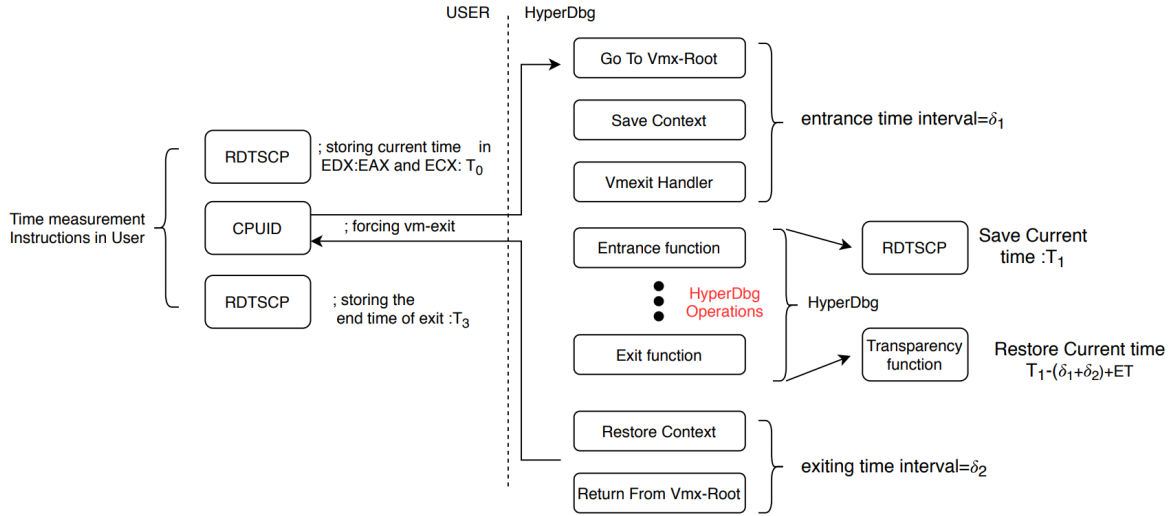 USER
HyperDbg
Go To Vmx-Root
Save Context
Vmexit Handler
entrance time interval=δ1
RDTSCP
; storing current time in
EDX:EAX and ECX: T0
Time measurement
Instructions in User
CPUID
; forcing vm-exit
RDTSCP
; storing the
end time of exit :T3
Entrance function
HyperDbg
Operations
Exit function
HyperDbg
RDTSCP
Save Current
time :T1
Transparency
function
Restore Current time
T1-(δ1+δ2)+ET
Restore Context
Return From Vmx-Root
exiting time interval=δ2